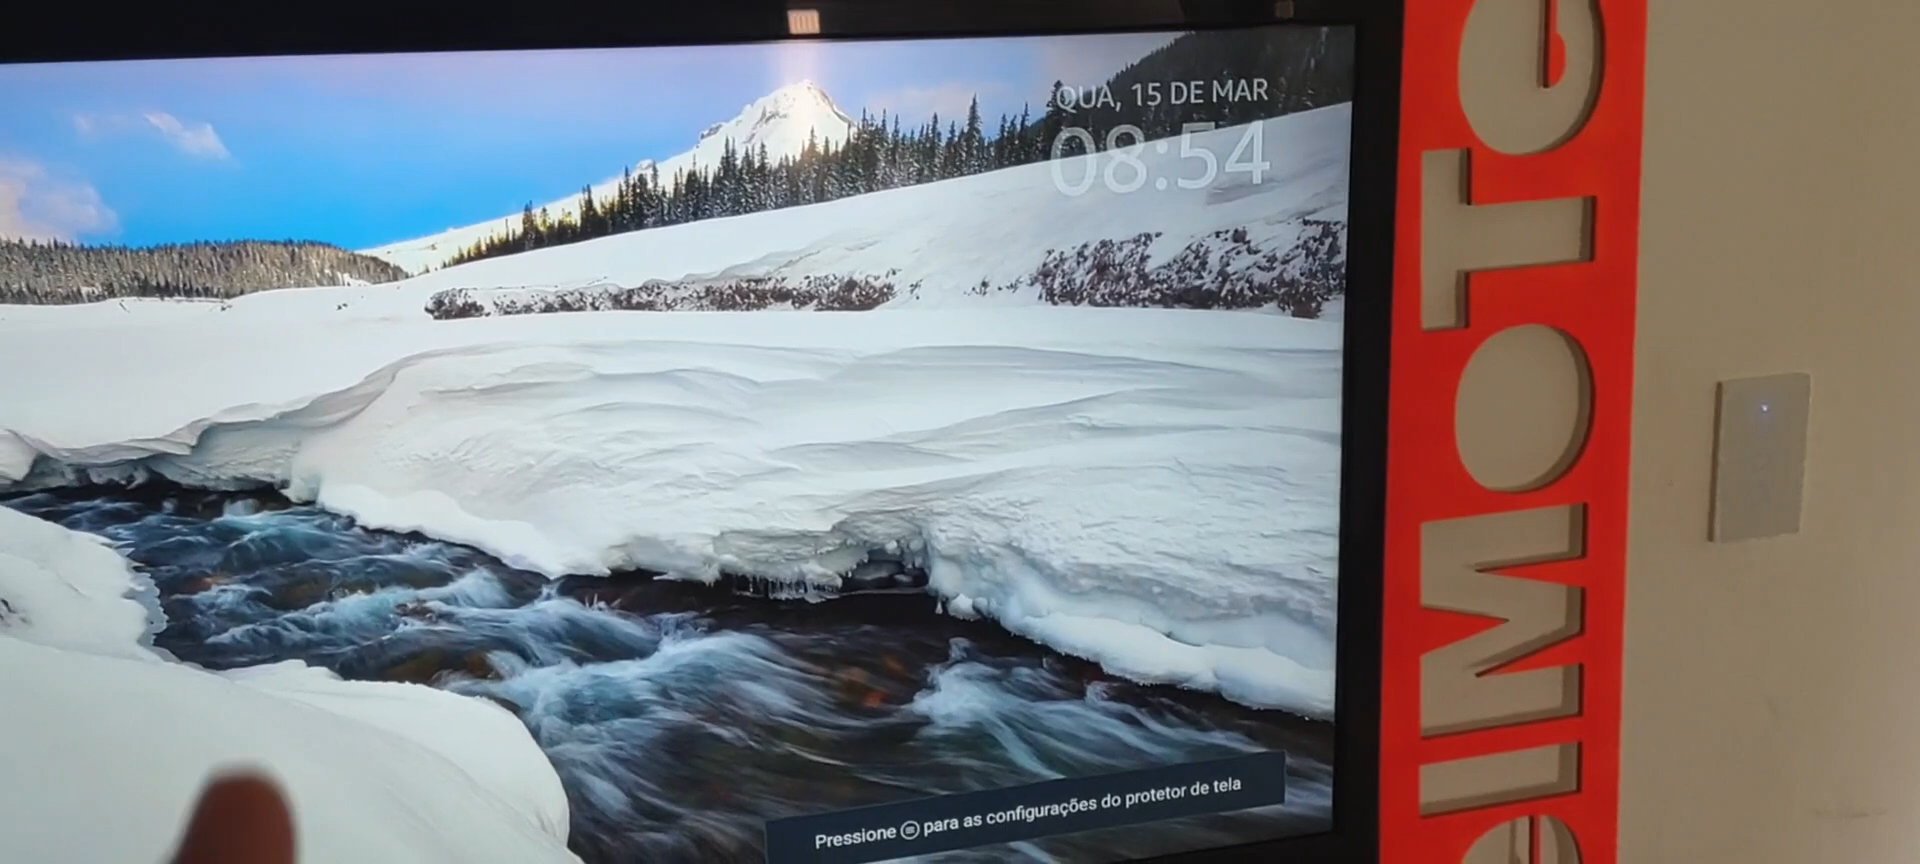 QUA, 15 DE MAR
08:54
Pressione para as configurações do protetor de tela